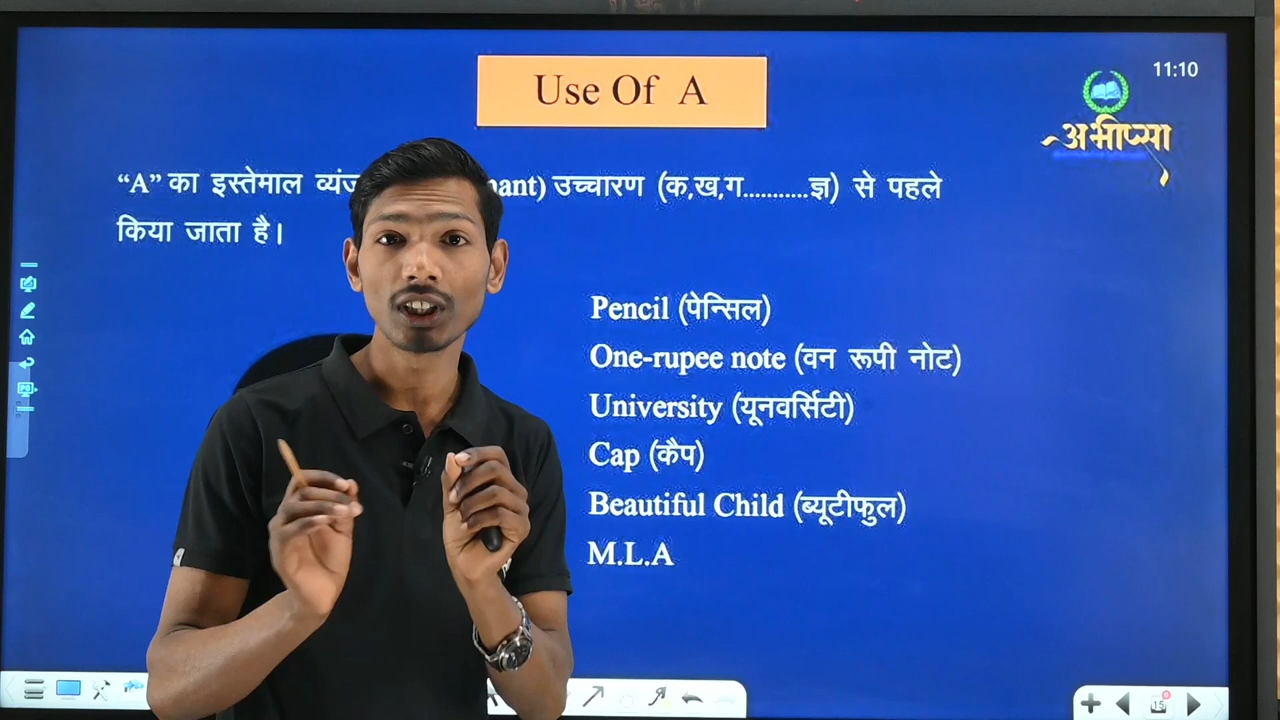 Use Of A
11:10
अभीप्सा
“A” का इस्तेमाल उच्चारण (क,ख,ग...........ज्ञ) से पहले
किया जाता है।
Pencil (पेन्सिल)
One-rupee note (वन रूपी नोट)
University (यूनवर्सिटी)
Cap (कैप)
Beautiful Child (ब्यूटीफुल)
M.L.A
15